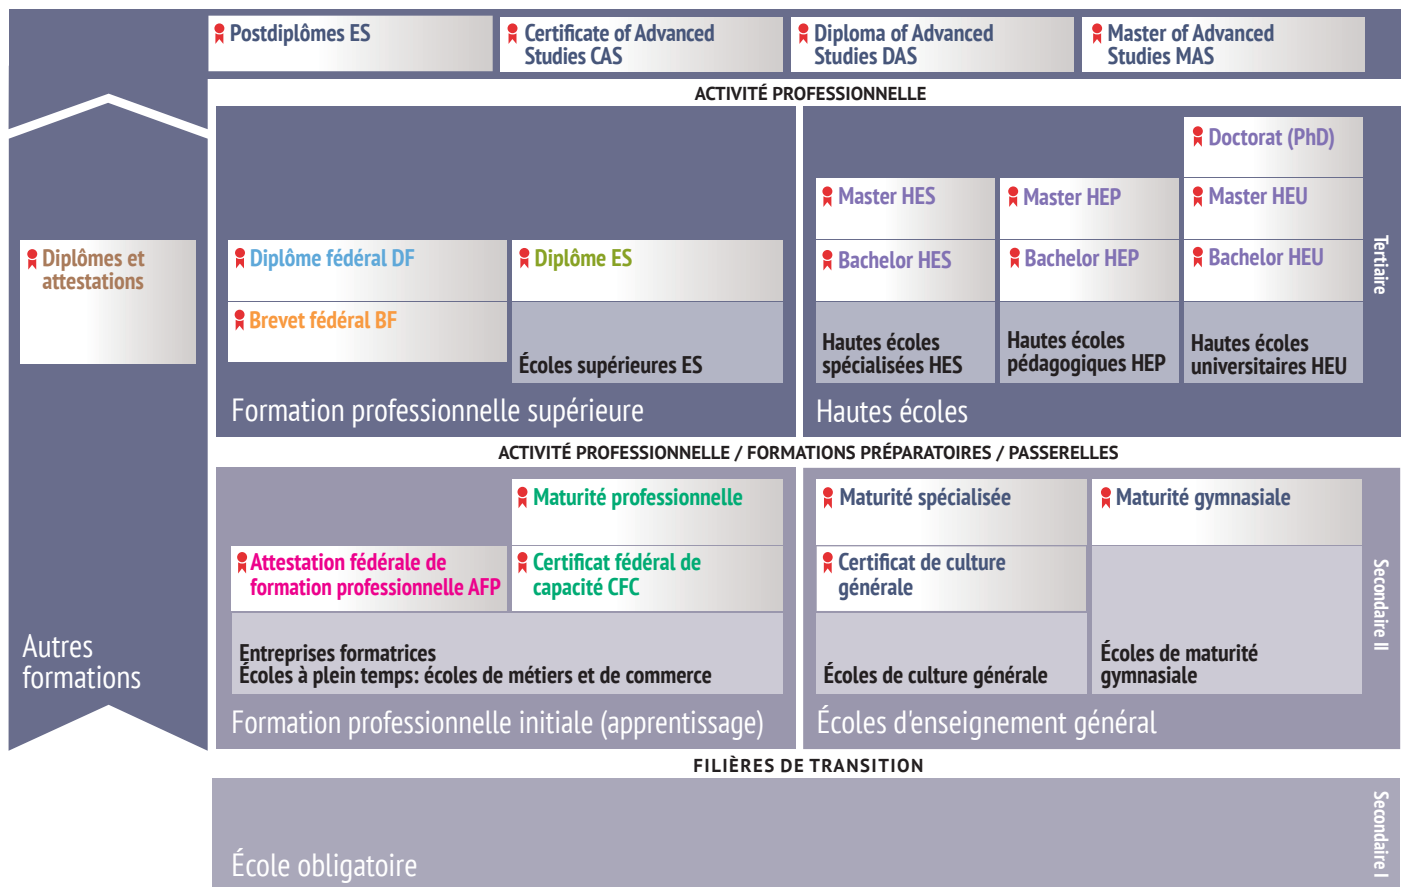 Postdiplômes ES
Certificate of Advanced
Studies CAS
Diploma of Advanced
Studies DAS
Master of Advanced
Studies MAS
ACTIVITÉ PROFESSIONNELLE
Doctorat (PhD)
Master HES
Master HEP
Master HEU
Diplômes et
attestations
Diplôme fédéral DF
Diplôme ES
Bachelor HES
Bachelor HEP
Bachelor HEU
Tertiaire
Brevet fédéral BF
Écoles supérieures ES
Hautes écoles
spécialisées HES
Hautes écoles
pédagogiques HEP
Hautes écoles
universitaires HEU
Formation professionnelle supérieure
Hautes écoles
ACTIVITÉ PROFESSIONNELLE / FORMATIONS PRÉPARATOIRES / PASSERELLES
Maturité professionnelle
Maturité spécialisée
Maturité gymnasiale
Attestation fédérale de
formation professionnelle AFP
Certificat fédéral de
capacité CFC
Certificat de culture
générale
Secondaire II
Autres
formations
Entreprises formatrices
Écoles à plein temps: écoles de métiers et de commerce
Écoles de culture générale
Écoles de maturité
gymnasiale
Formation professionnelle initiale (apprentissage)
Écoles d'enseignement général
FILIÈRES DE TRANSITION
Secondaire I
École obligatoire